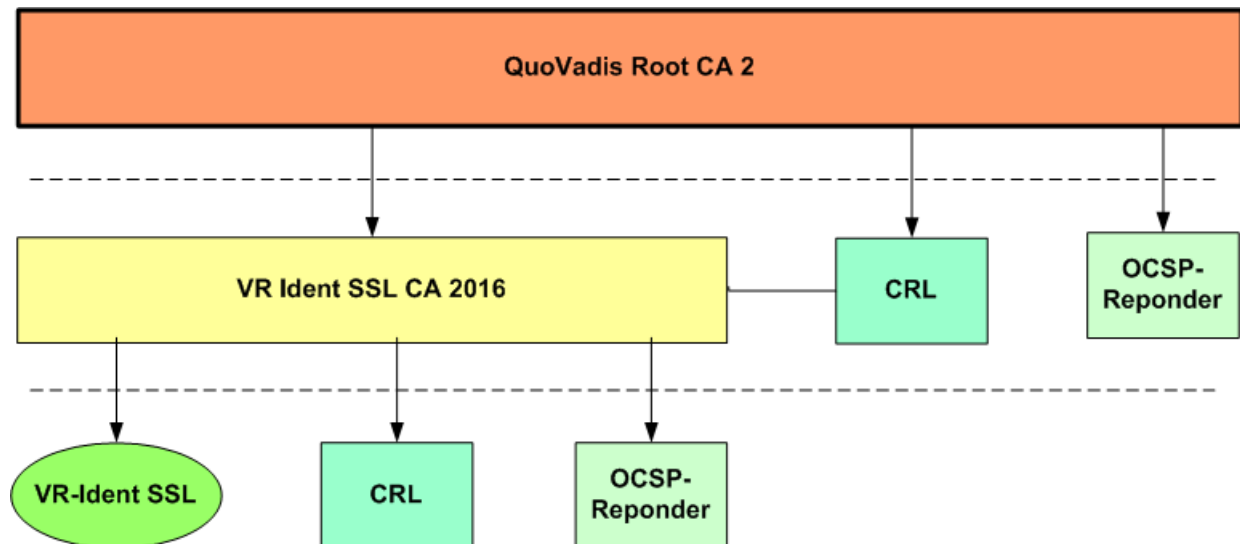 QuoVadis Root CA 2
VR Ident SSL CA 2016
CRL
OCSP-
Reponder
VR-Ident SSL
CRL
OCSP-
Reponder